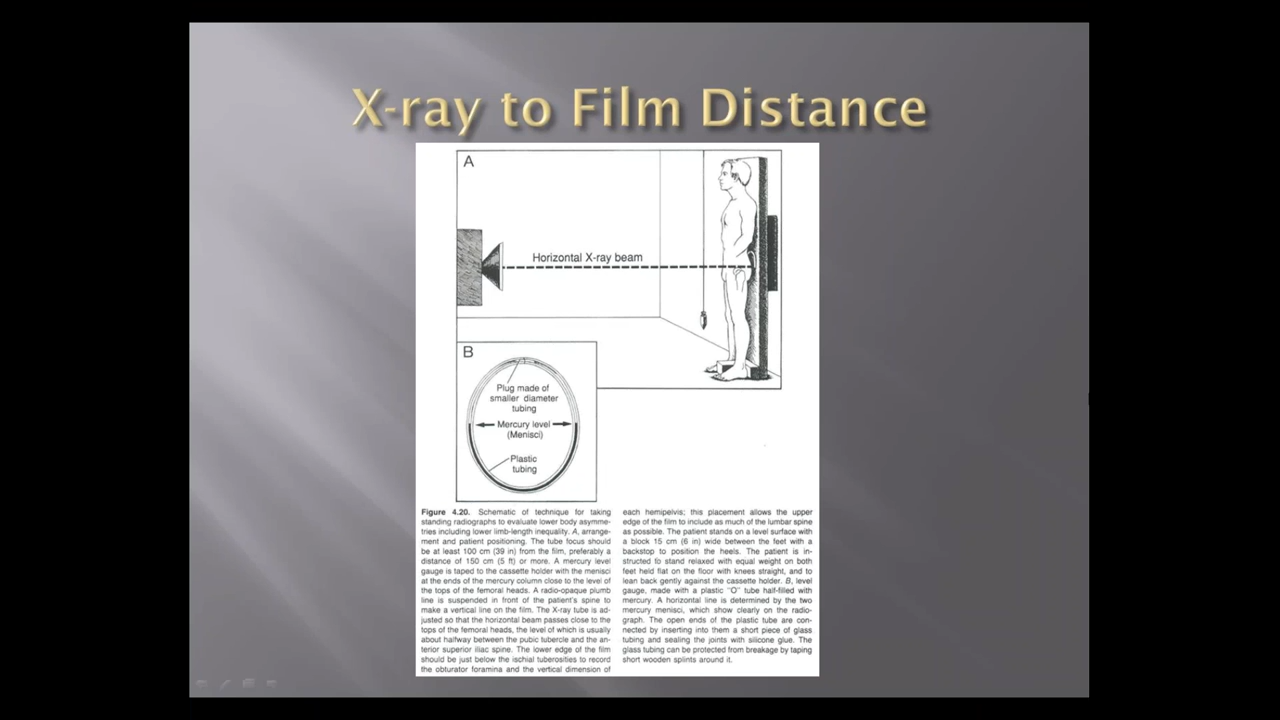 X-ray to Film Distance
A
Horizontal X-ray beam
B
Plug made of
smaller diameter
tubing
Mercury level
(Menisci)
Plastic
tubing
Figure 4.20. Schematic of technique for taking
standing radiographs to evaluate lower body asymme-
tries including lower limb-length inequality. A, arrange-
ment and patient positioning. The tube focus should
be at least 100 cm (39 in) from the film, preferably a
distance of 150 cm (5 ft) or more. A mercury level
gauge is taped to the cassette holder with the menisci
at the ends of the mercury column close to the level of
the tops of the femoral heads. A radio-opaque plumb
line is suspended in front of the patient's spine to
make a vertical line on the film. The X-ray tube is ad-
justed so that the horizontal beam passes close to the
tops of the femoral heads, the level of which is usually
about halfway between the pubic tubercle and the an-
terior superior iliac spine. The lower edge of the film
should be just below the ischial tuberosities to record
the obturator foramina and the vertical dimension of
each hemipelvis; this placement allows the upper
edge of the film to include as much of the lumbar spine
as possible. The patient stands on a level surface with
a block 15 cm (6 in) wide between the feet with a
backstop to position the heels. The patient is in-
structed to stand relaxed with equal weight on both
feet held flat on the floor with knees straight, and to
lean back gently against the cassette holder. B, level
gauge, made with a plastic "O" tube half-filled with
mercury. A horizontal line is determined by the two
mercury menisci, which show clearly on the radio-
graph. The open ends of the plastic tube are con-
nected by inserting into them a short piece of glass
tubing and sealing the joints with silicone glue. The
glass tubing can be protected from breakage by taping
short wooden splints around it.